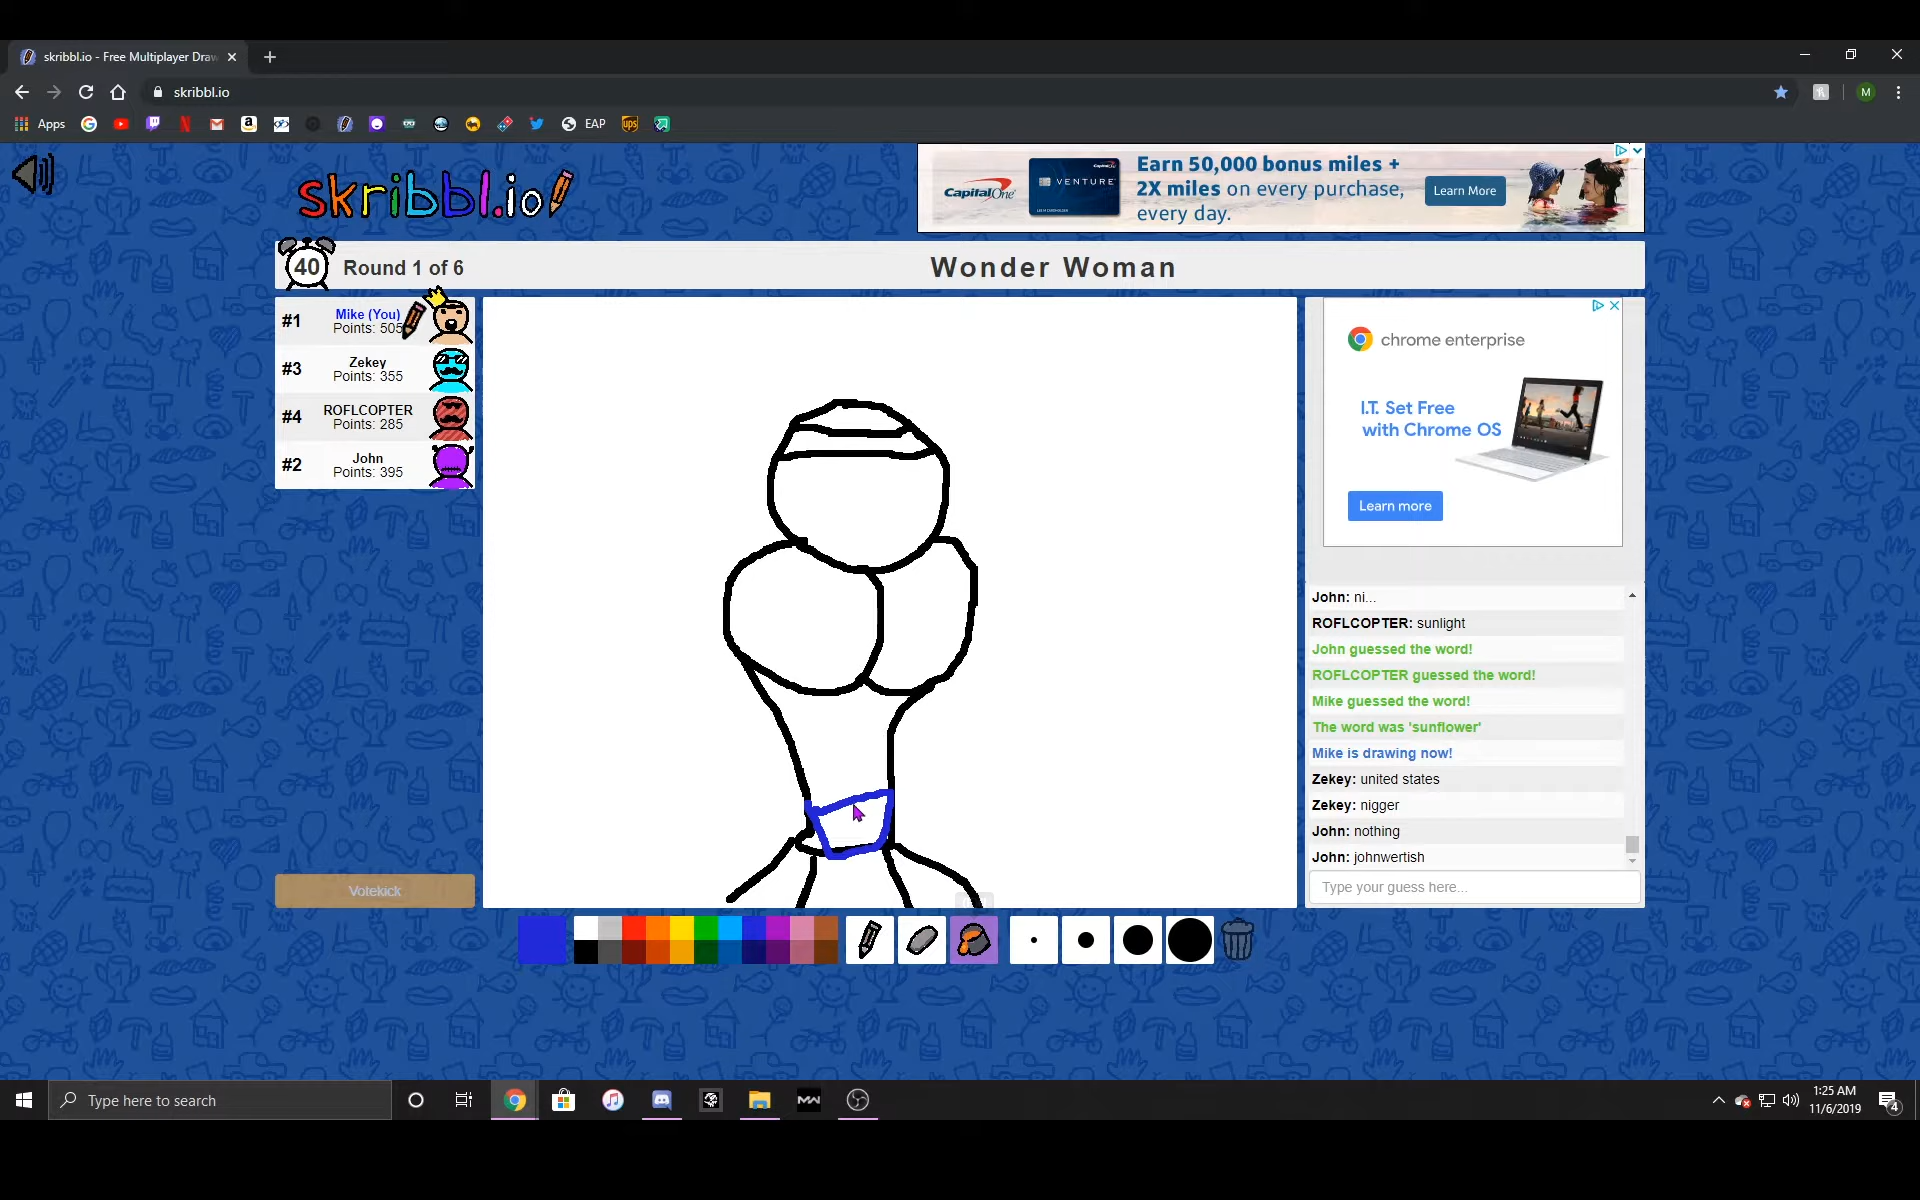 skribbl.io - Free Multiplayer Draw
skribbl.io
Apps
EAP
ups
skribbl.io
CapitalOne
VENTURE
Earn 50,000 bonus miles +
2X miles on every purchase,
every day.
Learn More
40
Round 1 of 6
Wonder Woman
#1
Mike (You)
Points: 505
#3
Zekey
Points: 355
#4
ROFLCOPTER
Points: 285
#2
John
Points: 395
Votekick
chrome enterprise
I.T. Set Free
with Chrome OS
Learn more
John: ni...
ROFLCOPTER: sunlight
John guessed the word!
ROFLCOPTER guessed the word!
Mike guessed the word!
The word was 'sunflower'
Mike is drawing now!
Zekey: united states
Zekey: nigger
John: nothing
John: johnwertish
Type your guess here...
Type here to search
1:25 AM
11/6/2019
4